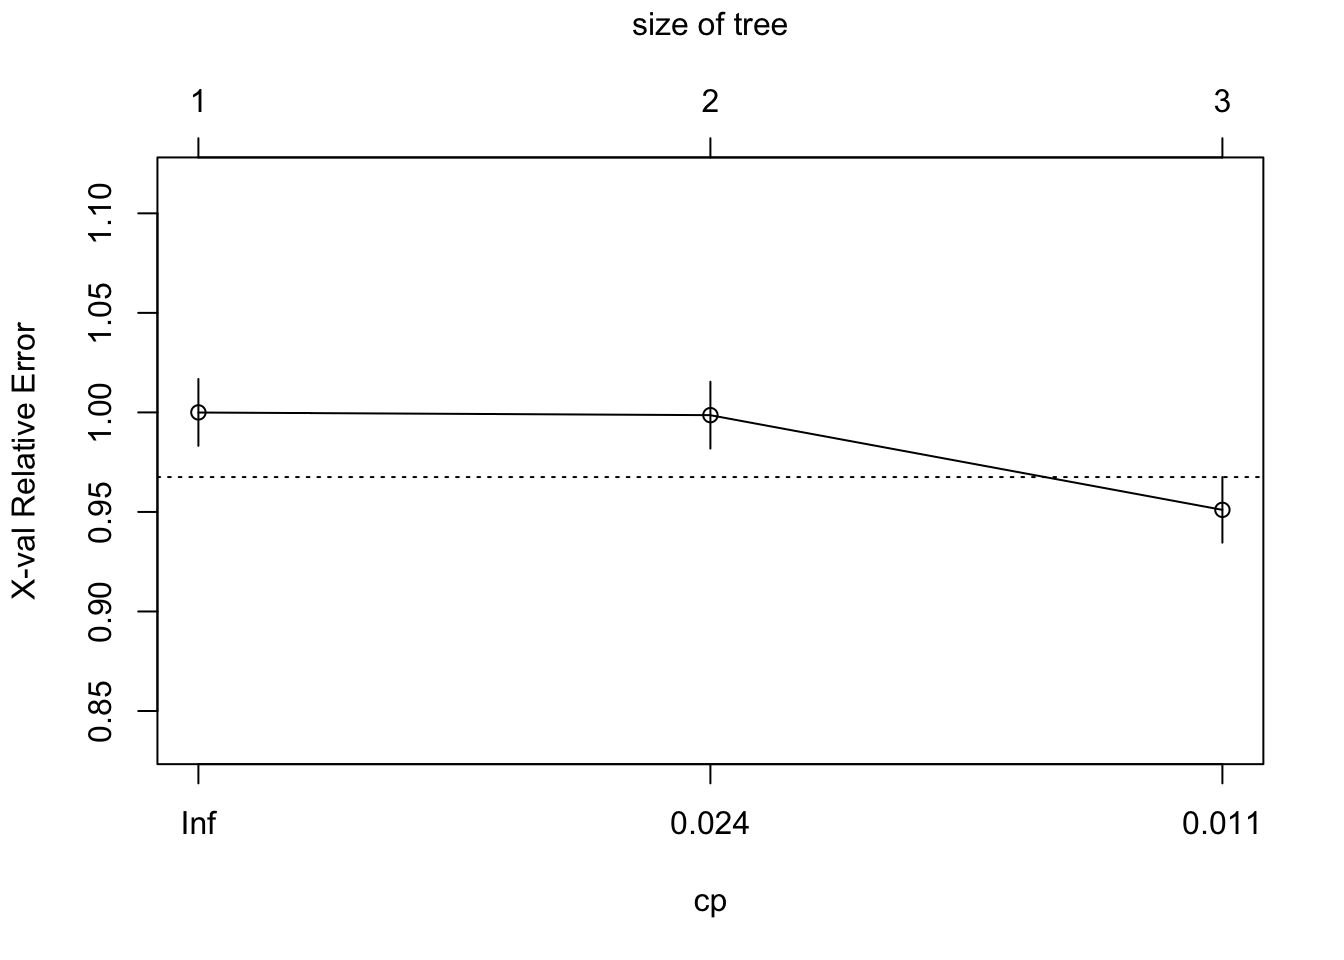 size of tree
1 2 3
1.10
1.05
1.00
0.95
0.90
0.85
X-val Relative Error
Inf 0.024 0.011
cp